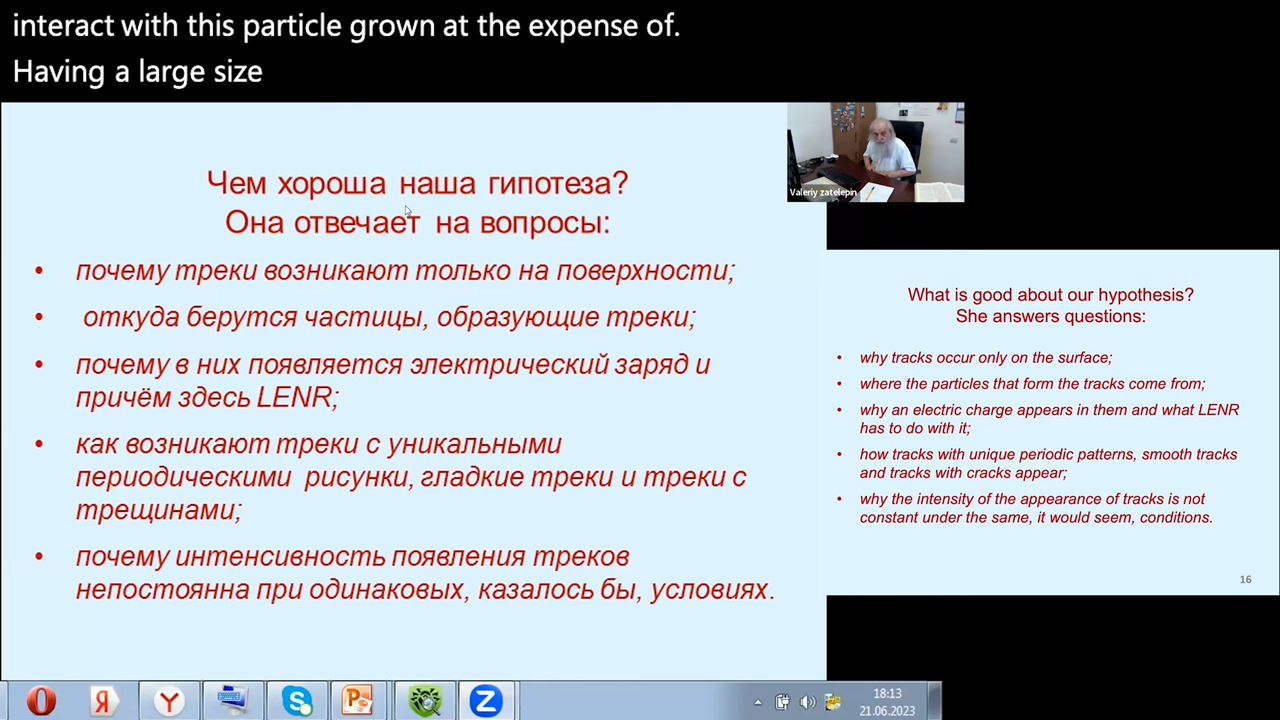 interact with this particle grown at the expense of.
Having a large size
Valeriy zatelepin
Чем хороша наша гипотеза?
Она отвечает на вопросы:
• почему треки возникают только на поверхности;
• откуда берутся частицы, образующие треки;
• почему в них появляется электрический заряд и
причём здесь LENR;
• как возникают треки с уникальными
периодическими рисунки, гладкие треки и треки с
трещинами;
• почему интенсивность появления треков
непостоянна при одинаковых, казалось бы, условиях.
What is good about our hypothesis?
She answers questions:
• why tracks occur only on the surface;
• where the particles that form the tracks come from;
• why an electric charge appears in them and what LENR
has to do with it;
• how tracks with unique periodic patterns, smooth tracks
and tracks with cracks appear;
• why the intensity of the appearance of tracks is not
constant under the same, it would seem, conditions.
16
18:13
21.06.2023